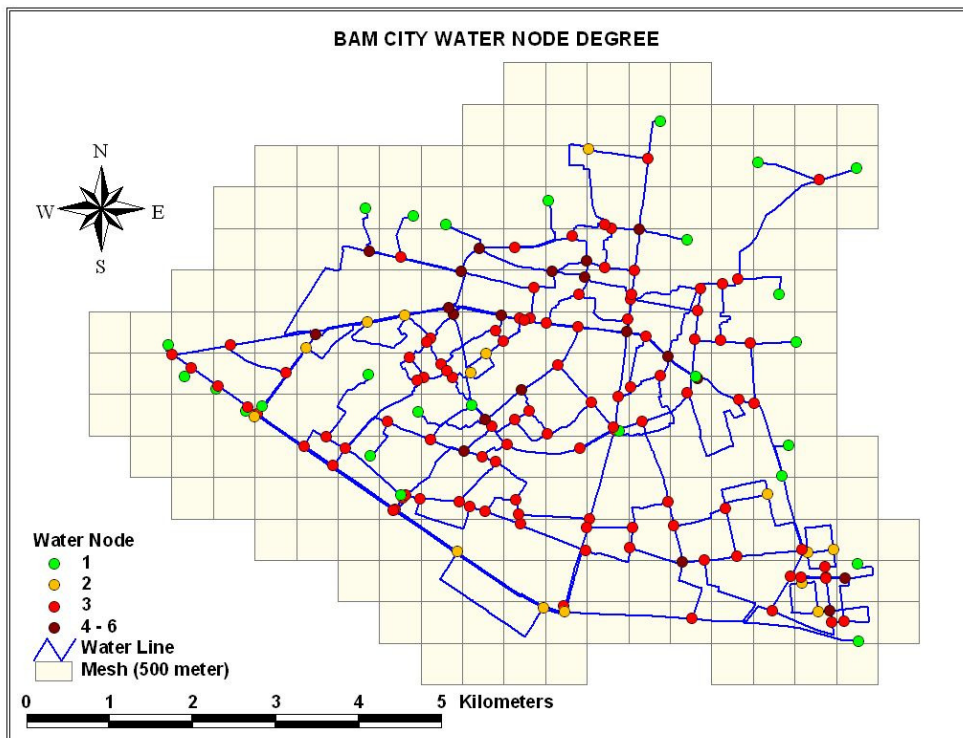 BAM CITY WATER NODE DEGREE
N
W E
S
Water Node
1
2
3
4 - 6
Water Line
Mesh (500 meter)
0 1 2 3 4 5 Kilometers